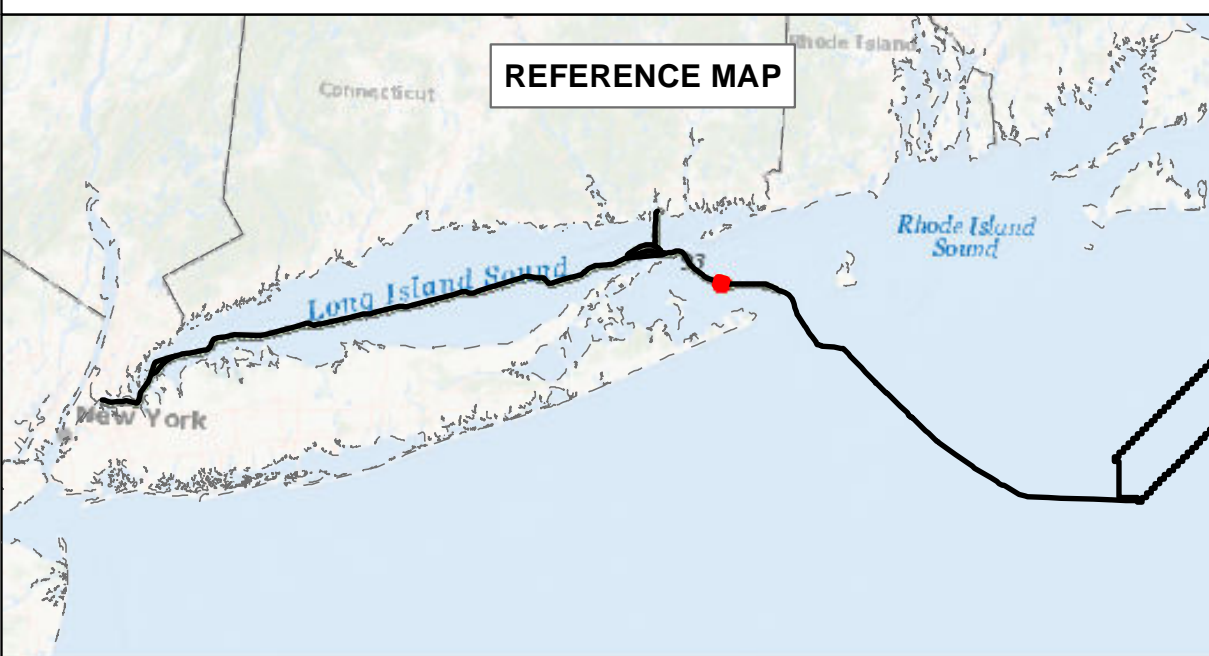 REFERENCE MAP
Rhode Island
Connecticut
Rhode Island
Sound
Long Island Sound
New York